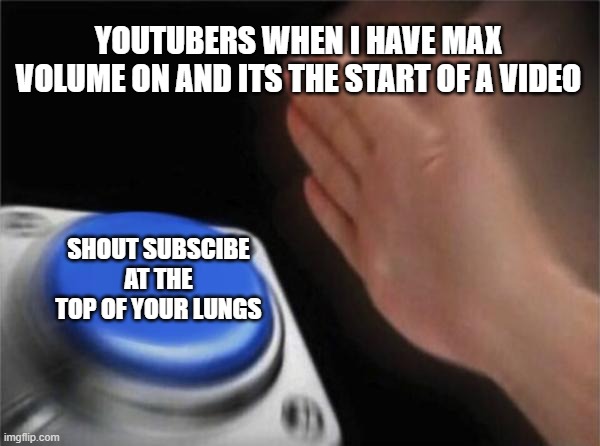 YOUTUBERS WHEN I HAVE MAX
VOLUME ON AND ITS THE START OF A VIDEO
SHOUT SUBSCIBE
AT THE
TOP OF YOUR LUNGS
imgflip.com